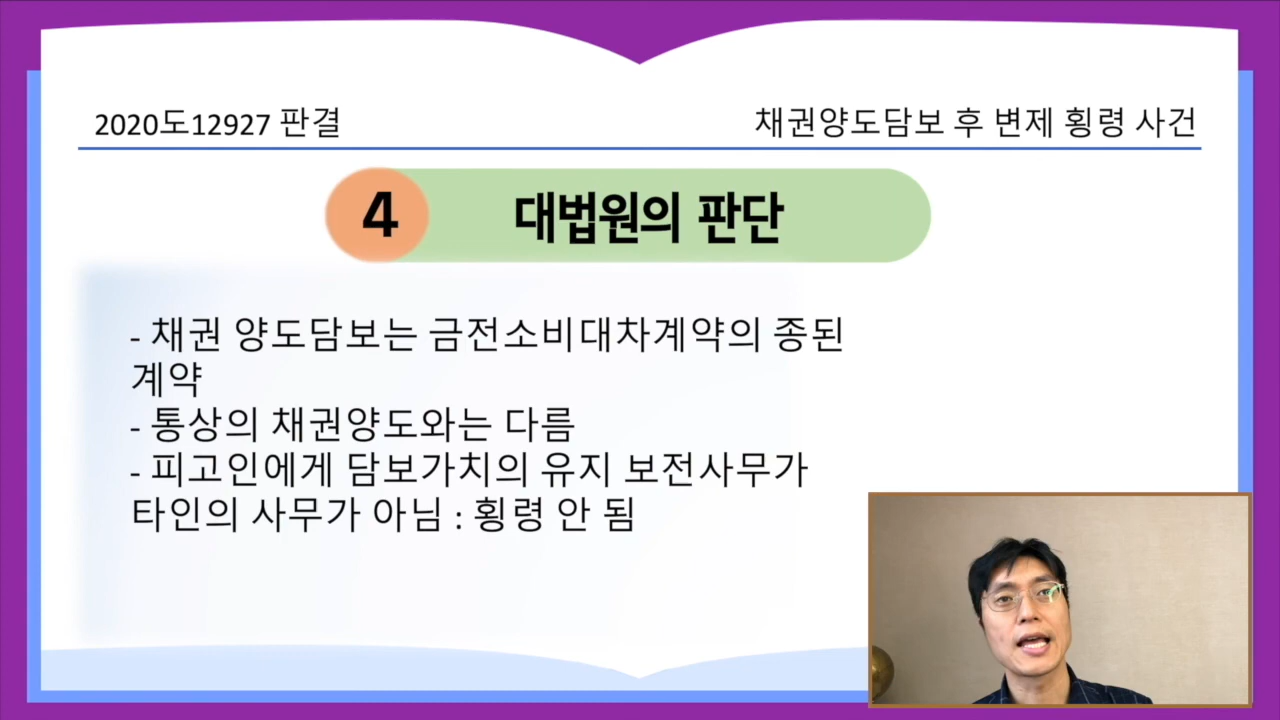 2020도12927 판결
채권양도담보 후 변제 횡령 사건
4
대법원의 판단
- 채권 양도담보는 금전소비대차계약의 종된
계약
- 통상의 채권양도와는 다름
- 피고인에게 담보가치의 유지 보전사무가
타인의 사무가 아님 : 횡령 안 됨